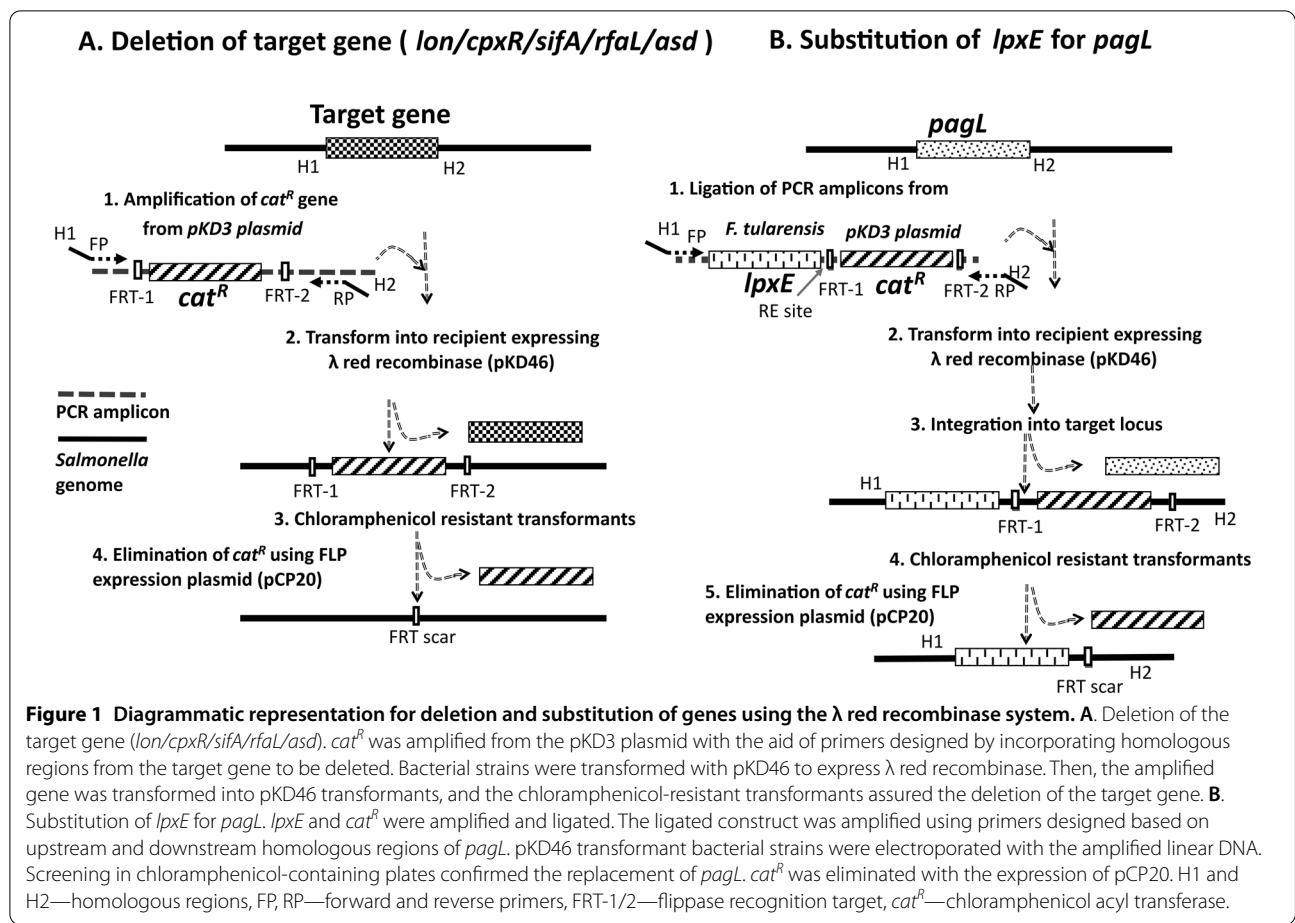 A. Deletion of target gene ( lon/cpxR/sifA/rfaL/asd )
Target gene
H1
H2
1. Amplification of cat^R gene
from pKD3 plasmid
H1
FP
FRT-1
cat^R
FRT-2
RP
H2
2. Transform into recipient expressing
λ red recombinase (pKD46)
PCR amplicon
Salmonella
genome
FRT-1
FRT-2
3. Chloramphenicol resistant transformants
4. Elimination of cat^R using FLP
expression plasmid (pCP20)
FRT scar
B. Substitution of lpxE for pagL
pagL
H1
H2
1. Ligation of PCR amplicons from
F. tularensis
pKD3 plasmid
H1
FP
lpxE
FRT-1
cat^R
FRT-2
RP
H2
RE site
2. Transform into recipient expressing
λ red recombinase (pKD46)
3. Integration into target locus
H1
FRT-1
FRT-2
H2
4. Chloramphenicol resistant transformants
5. Elimination of cat^R using FLP
expression plasmid (pCP20)
H1
H2
FRT scar
Figure 1 Diagrammatic representation for deletion and substitution of genes using the λ red recombinase system. A. Deletion of the
target gene (lon/cpxR/sifA/rfaL/asd). cat^R was amplified from the pKD3 plasmid with the aid of primers designed by incorporating homologous
regions from the target gene to be deleted. Bacterial strains were transformed with pKD46 to express λ red recombinase. Then, the amplified
gene was transformed into pKD46 transformants, and the chloramphenicol-resistant transformants assured the deletion of the target gene. B.
Substitution of lpxE for pagL. lpxE and cat^R were amplified and ligated. The ligated construct was amplified using primers designed based on
upstream and downstream homologous regions of pagL. pKD46 transformant bacterial strains were electroporated with the amplified linear DNA.
Screening in chloramphenicol-containing plates confirmed the replacement of pagL. cat^R was eliminated with the expression of pCP20. H1 and
H2—homologous regions, FP, RP—forward and reverse primers, FRT-1/2—flippase recognition target, cat^R—chloramphenicol acyl transferase.